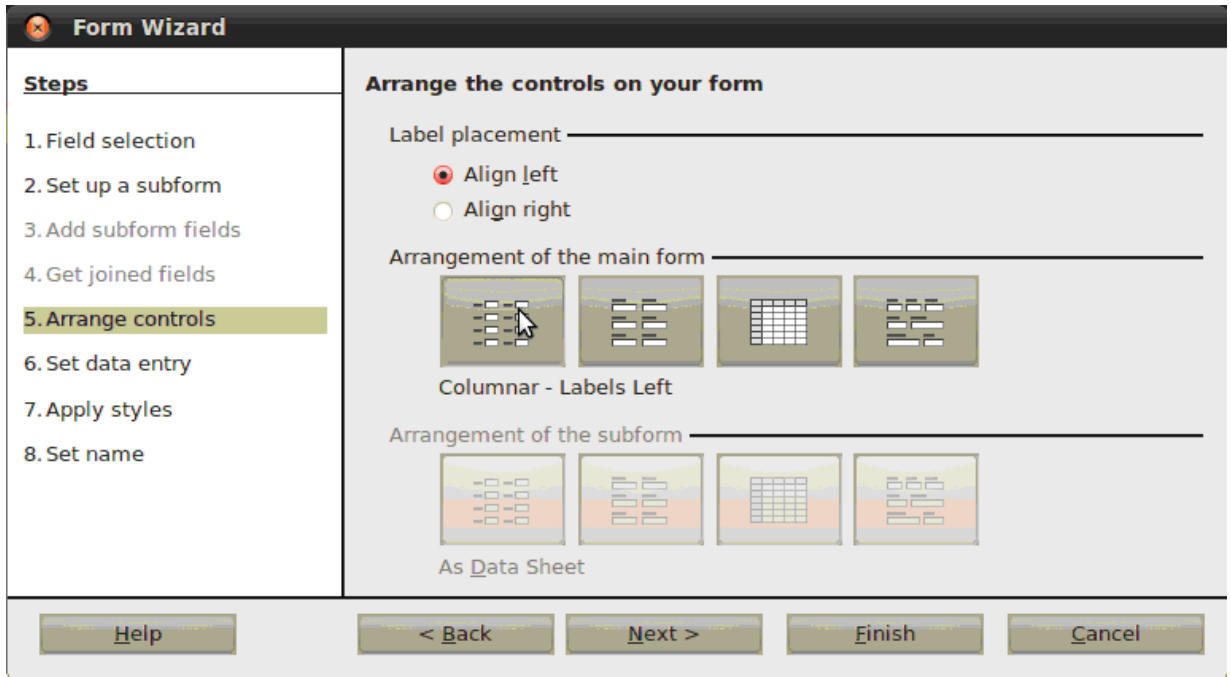 Form Wizard
Steps
1. Field selection
2. Set up a subform
3. Add subform fields
4. Get joined fields
5. Arrange controls
6. Set data entry
7. Apply styles
8. Set name
Arrange the controls on your form
Label placement
Align left
Align right
Arrangement of the main form
Columnar - Labels Left
Arrangement of the subform
As Data Sheet
Help
< Back
Next >
Finish
Cancel